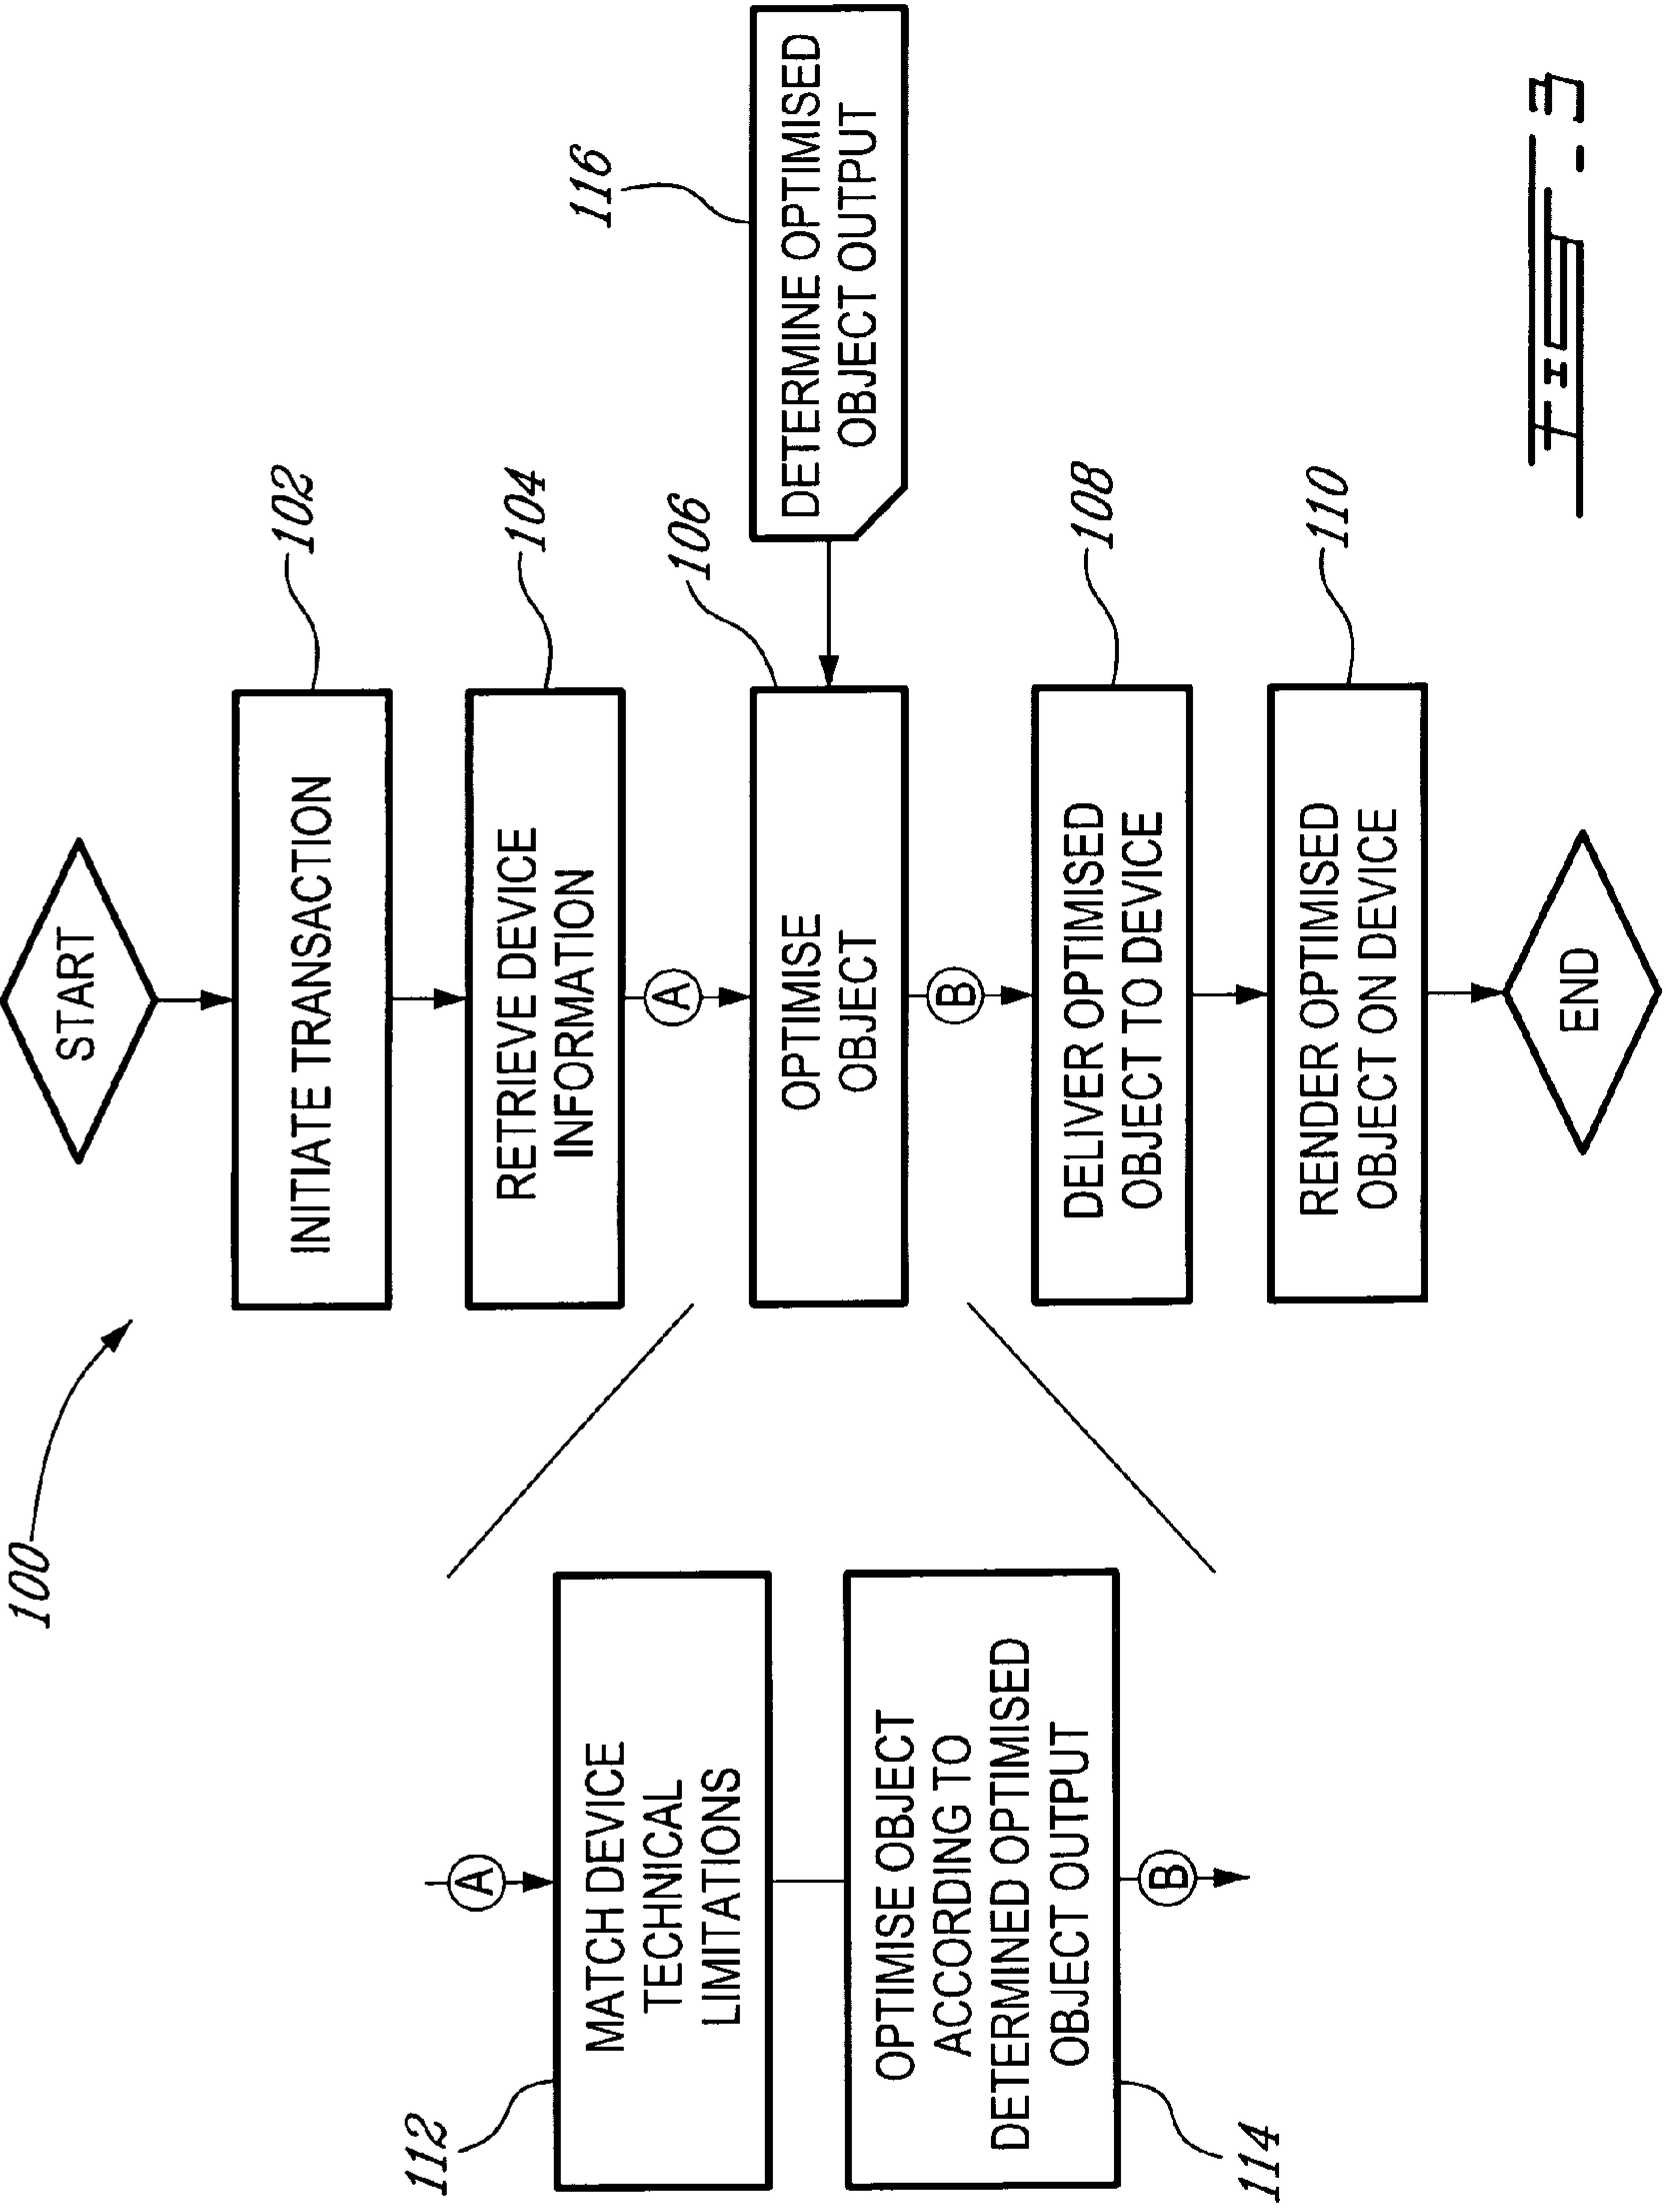 100
START
INITIATE TRANSACTION
102
RETRIEVE DEVICE
INFORMATION
104
A
OPTIMISE
OBJECT
106
DETERMINE OPTIMISED
OBJECT OUTPUT
116
B
DELIVER OPTIMISED
OBJECT TO DEVICE
108
RENDER OPTIMISED
OBJECT ON DEVICE
110
END
A
MATCH DEVICE
TECHNICAL
LIMITATIONS
112
OPTIMISE OBJECT
ACCORDING TO
DETERMINED OPTIMISED
OBJECT OUTPUT
114
B
FIG - 3